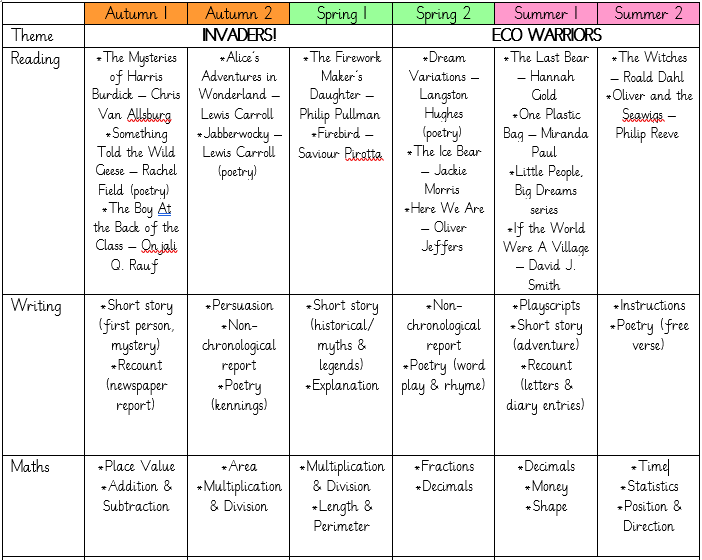 Autumn 1
Autumn 2
Spring 1
Spring 2
Summer 1
Summer 2
Theme
INVADERS!
ECO WARRIORS
Reading
*The Mysteries
of Harris
Burdick – Chris
Van Allsburg
*Something
Told the Wild
Geese – Rachel
Field (poetry)
*The Boy At
the Back of the
Class – Onjali
Q. Rauf
*Alice's
Adventures in
Wonderland –
Lewis Carroll
*Jabberwocky –
Lewis Carroll
(poetry)
*The Firework
Maker's
Daughter –
Philip Pullman
*Firebird –
Saviour Pirotta
*Dream
Variations –
Langston
Hughes
(poetry)
*The Ice Bear
– Jackie
Morris
*Here We Are
– Oliver
Jeffers
*The Last Bear
– Hannah
Gold
*One Plastic
Bag – Miranda
Paul
*Little People,
Big Dreams
series
*If the World
Were A Village
– David J.
Smith
*The Witches
– Roald Dahl
*Oliver and the
Seawigs –
Philip Reeve
Writing
*Short story
(first person,
mystery)
*Recount
(newspaper
report)
*Persuasion
*Non-
chronological
report
*Poetry
(kennings)
*Short story
(historical/
myths &
legends)
*Explanation
*Non-
chronological
report
*Poetry (word
play & rhyme)
*Playscripts
*Short story
(adventure)
*Recount
(letters &
diary entries)
*Instructions
*Poetry (free
verse)
Maths
*Place Value
*Addition &
Subtraction
*Area
*Multiplication
& Division
*Multiplication
& Division
*Length &
Perimeter
*Fractions
*Decimals
*Decimals
*Money
*Shape
*Time
*Statistics
*Position &
Direction